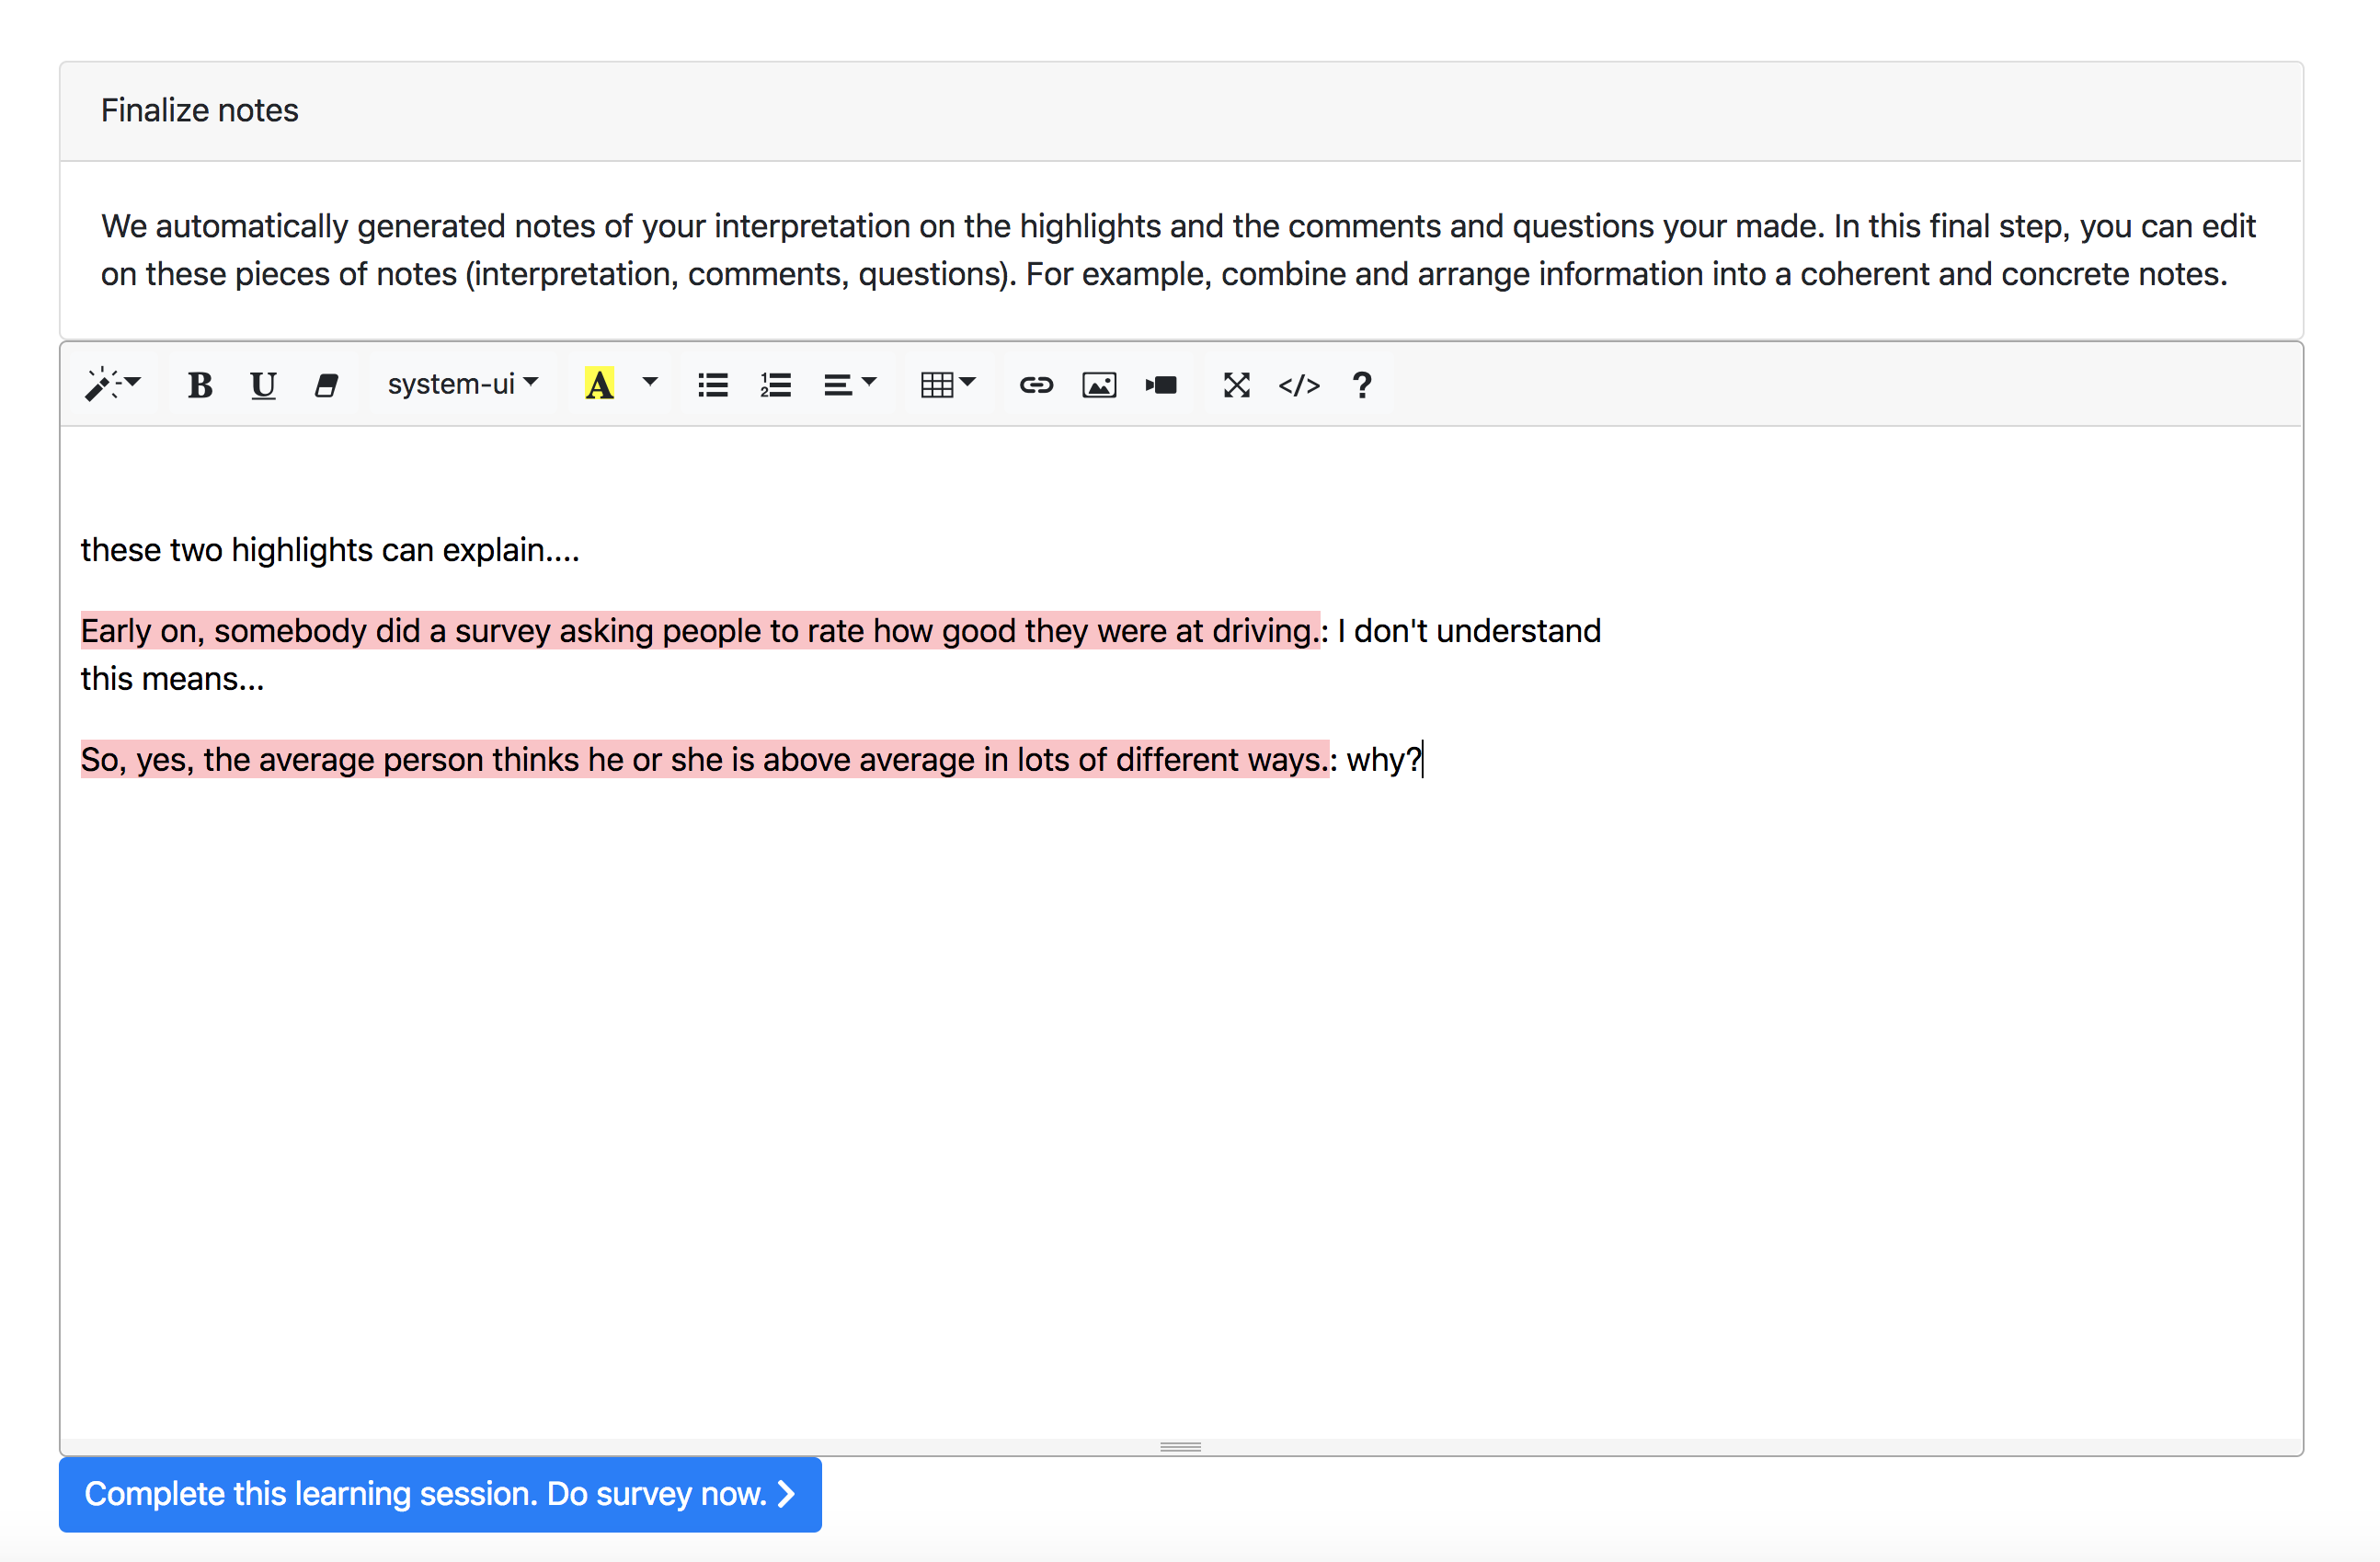 Finalize notes
We automatically generated notes of your interpretation on the highlights and the comments and questions your made. In this final step, you can edit
on these pieces of notes (interpretation, comments, questions). For example, combine and arrange information into a coherent and concrete notes.
B U system-ui A </> ?
these two highlights can explain....
Early on, somebody did a survey asking people to rate how good they were at driving.: I don't understand
this means...
So, yes, the average person thinks he or she is above average in lots of different ways.: why?
Complete this learning session. Do survey now.